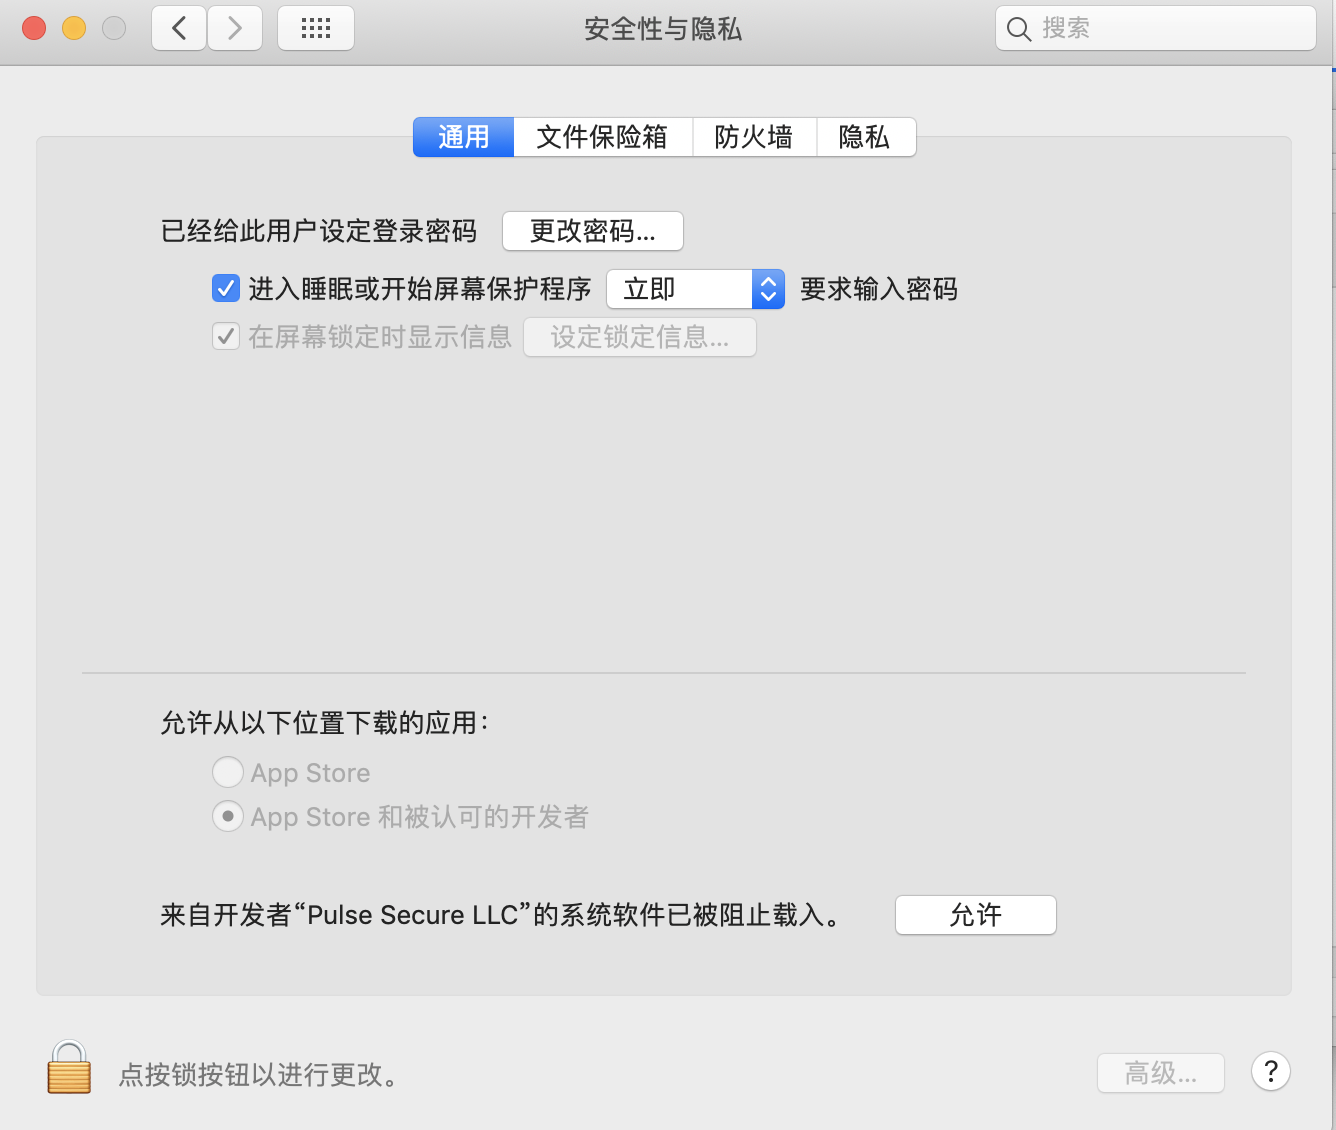 安全性与隐私
搜索
通用 文件保险箱 防火墙 隐私
已经给此用户设定登录密码 更改密码...
进入睡眠或开始屏幕保护程序 立即 要求输入密码
在屏幕锁定时显示信息 设定锁定信息...
允许从以下位置下载的应用：
App Store
App Store 和被认可的开发者
来自开发者“Pulse Secure LLC”的系统软件已被阻止载入。 允许
点按锁按钮以进行更改。 高级... ?